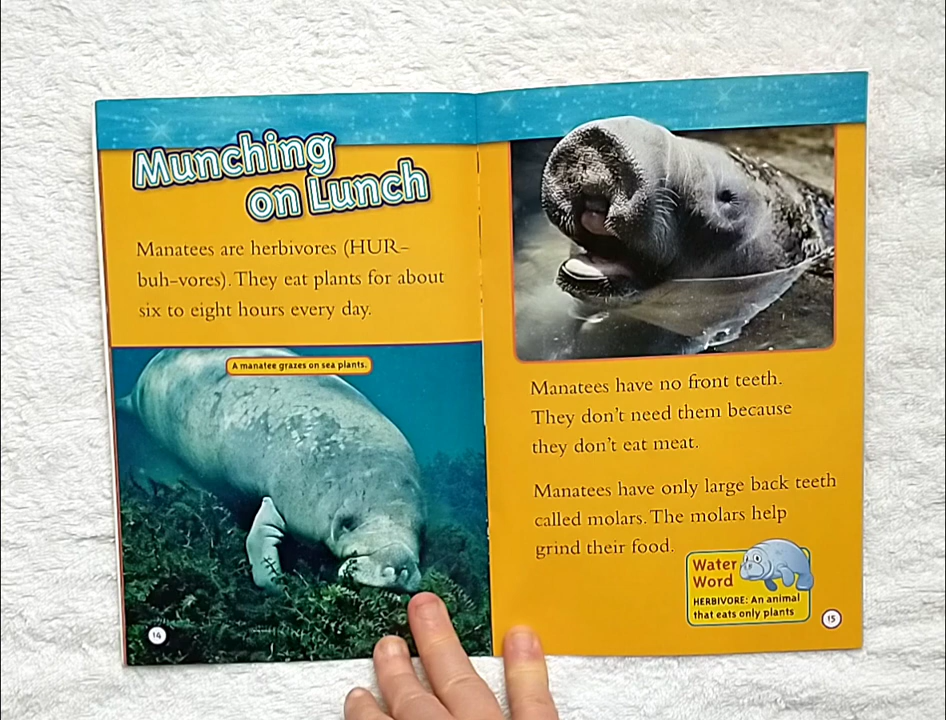 Munching
on Lunch
Manatees are herbivores (HUR-
buh-vores). They eat plants for about
six to eight hours every day.
A manatee grazes on sea plants.
14
Manatees have no front teeth.
They don't need them because
they don't eat meat.
Manatees have only large back teeth
called molars. The molars help
grind their food.
Water
Word
HERBIVORE: An animal
that eats only plants
15